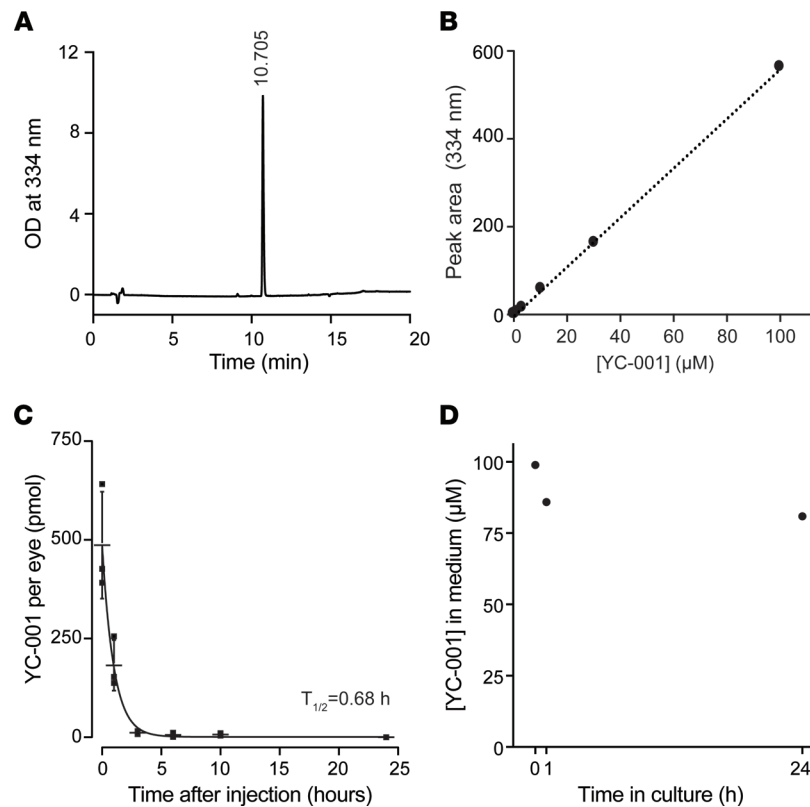 A
OD at 334 nm
12
8
4
0
10.705
0 5 10 15 20
Time (min)
B
Peak area (334 nm)
600
400
200
0
0 20 40 60 80 100
[YC-001] (µM)
C
YC-001 per eye (pmol)
750
500
250
0
T1/2=0.68 h
0 5 10 15 20 25
Time after injection (hours)
D
[YC-001] in medium (µM)
100
75
50
25
0
0 1 24
Time in culture (h)